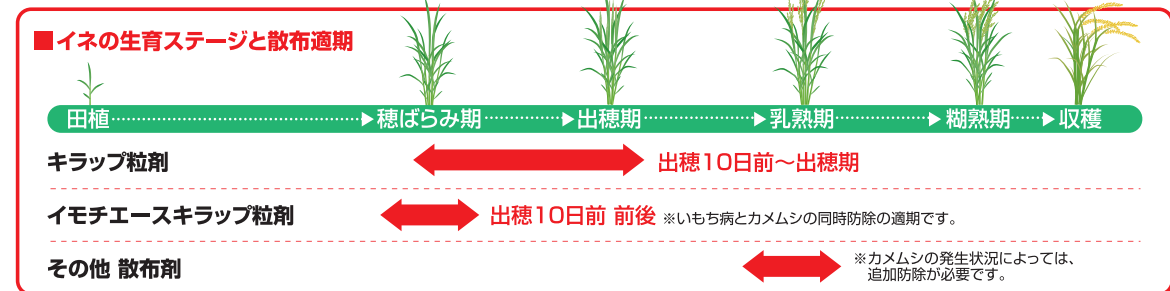 ■イネの生育ステージと散布適期
田植 穂ばらみ期 出穂期 乳熟期 糊熟期 収穫
キラップ粒剤 出穂10日前～出穂期
イモチエースキラップ粒剤 出穂10日前 前後 ※いもち病とカメムシの同時防除の適期です。
その他 散布剤 ※カメムシの発生状況によっては、
追加防除が必要です。